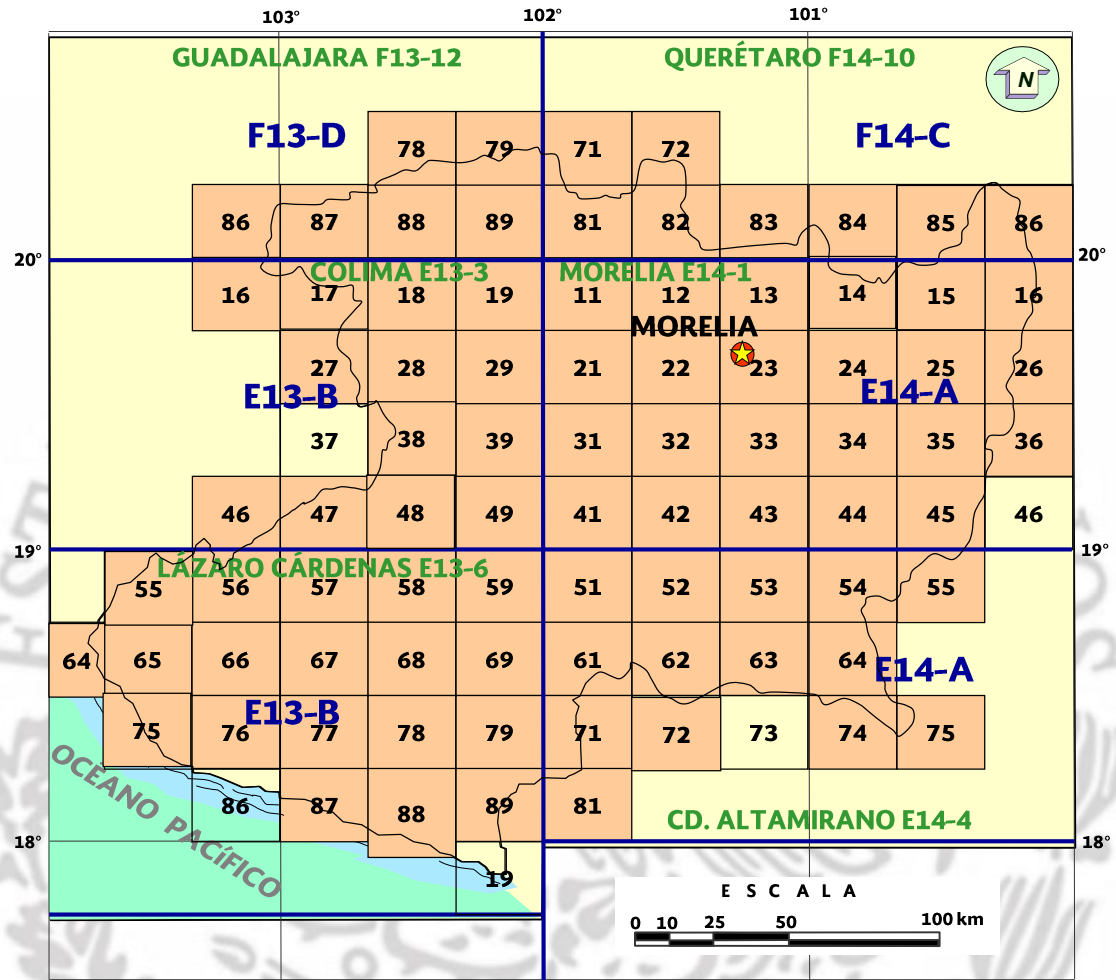 103° 102° 101°
GUADALAJARA F13-12 QUERÉTARO F14-10
N
F13-D F14-C
78 79 71 72
86 87 88 89 81 82 83 84 85 86
20° 20°
COLIMA E13-3 MORELIA E14-1
16 17 18 19 11 12 13 14 15 16
MORELIA
27 28 29 21 22 23 24 25 26
E13-B E14-A
37 38 39 31 32 33 34 35 36
46 47 48 49 41 42 43 44 45 46
19° 19°
LÁZARO CÁRDENAS E13-6
55 56 57 58 59 51 52 53 54 55
64 65 66 67 68 69 61 62 63 64
E14-A
E13-B
75 76 77 78 79 71 72 73 74 75
OCÉANO PACíFICO
86 87 88 89 81
CD. ALTAMIRANO E14-4
18° 18°
19
E S C A L A
0 10 25 50 100 km